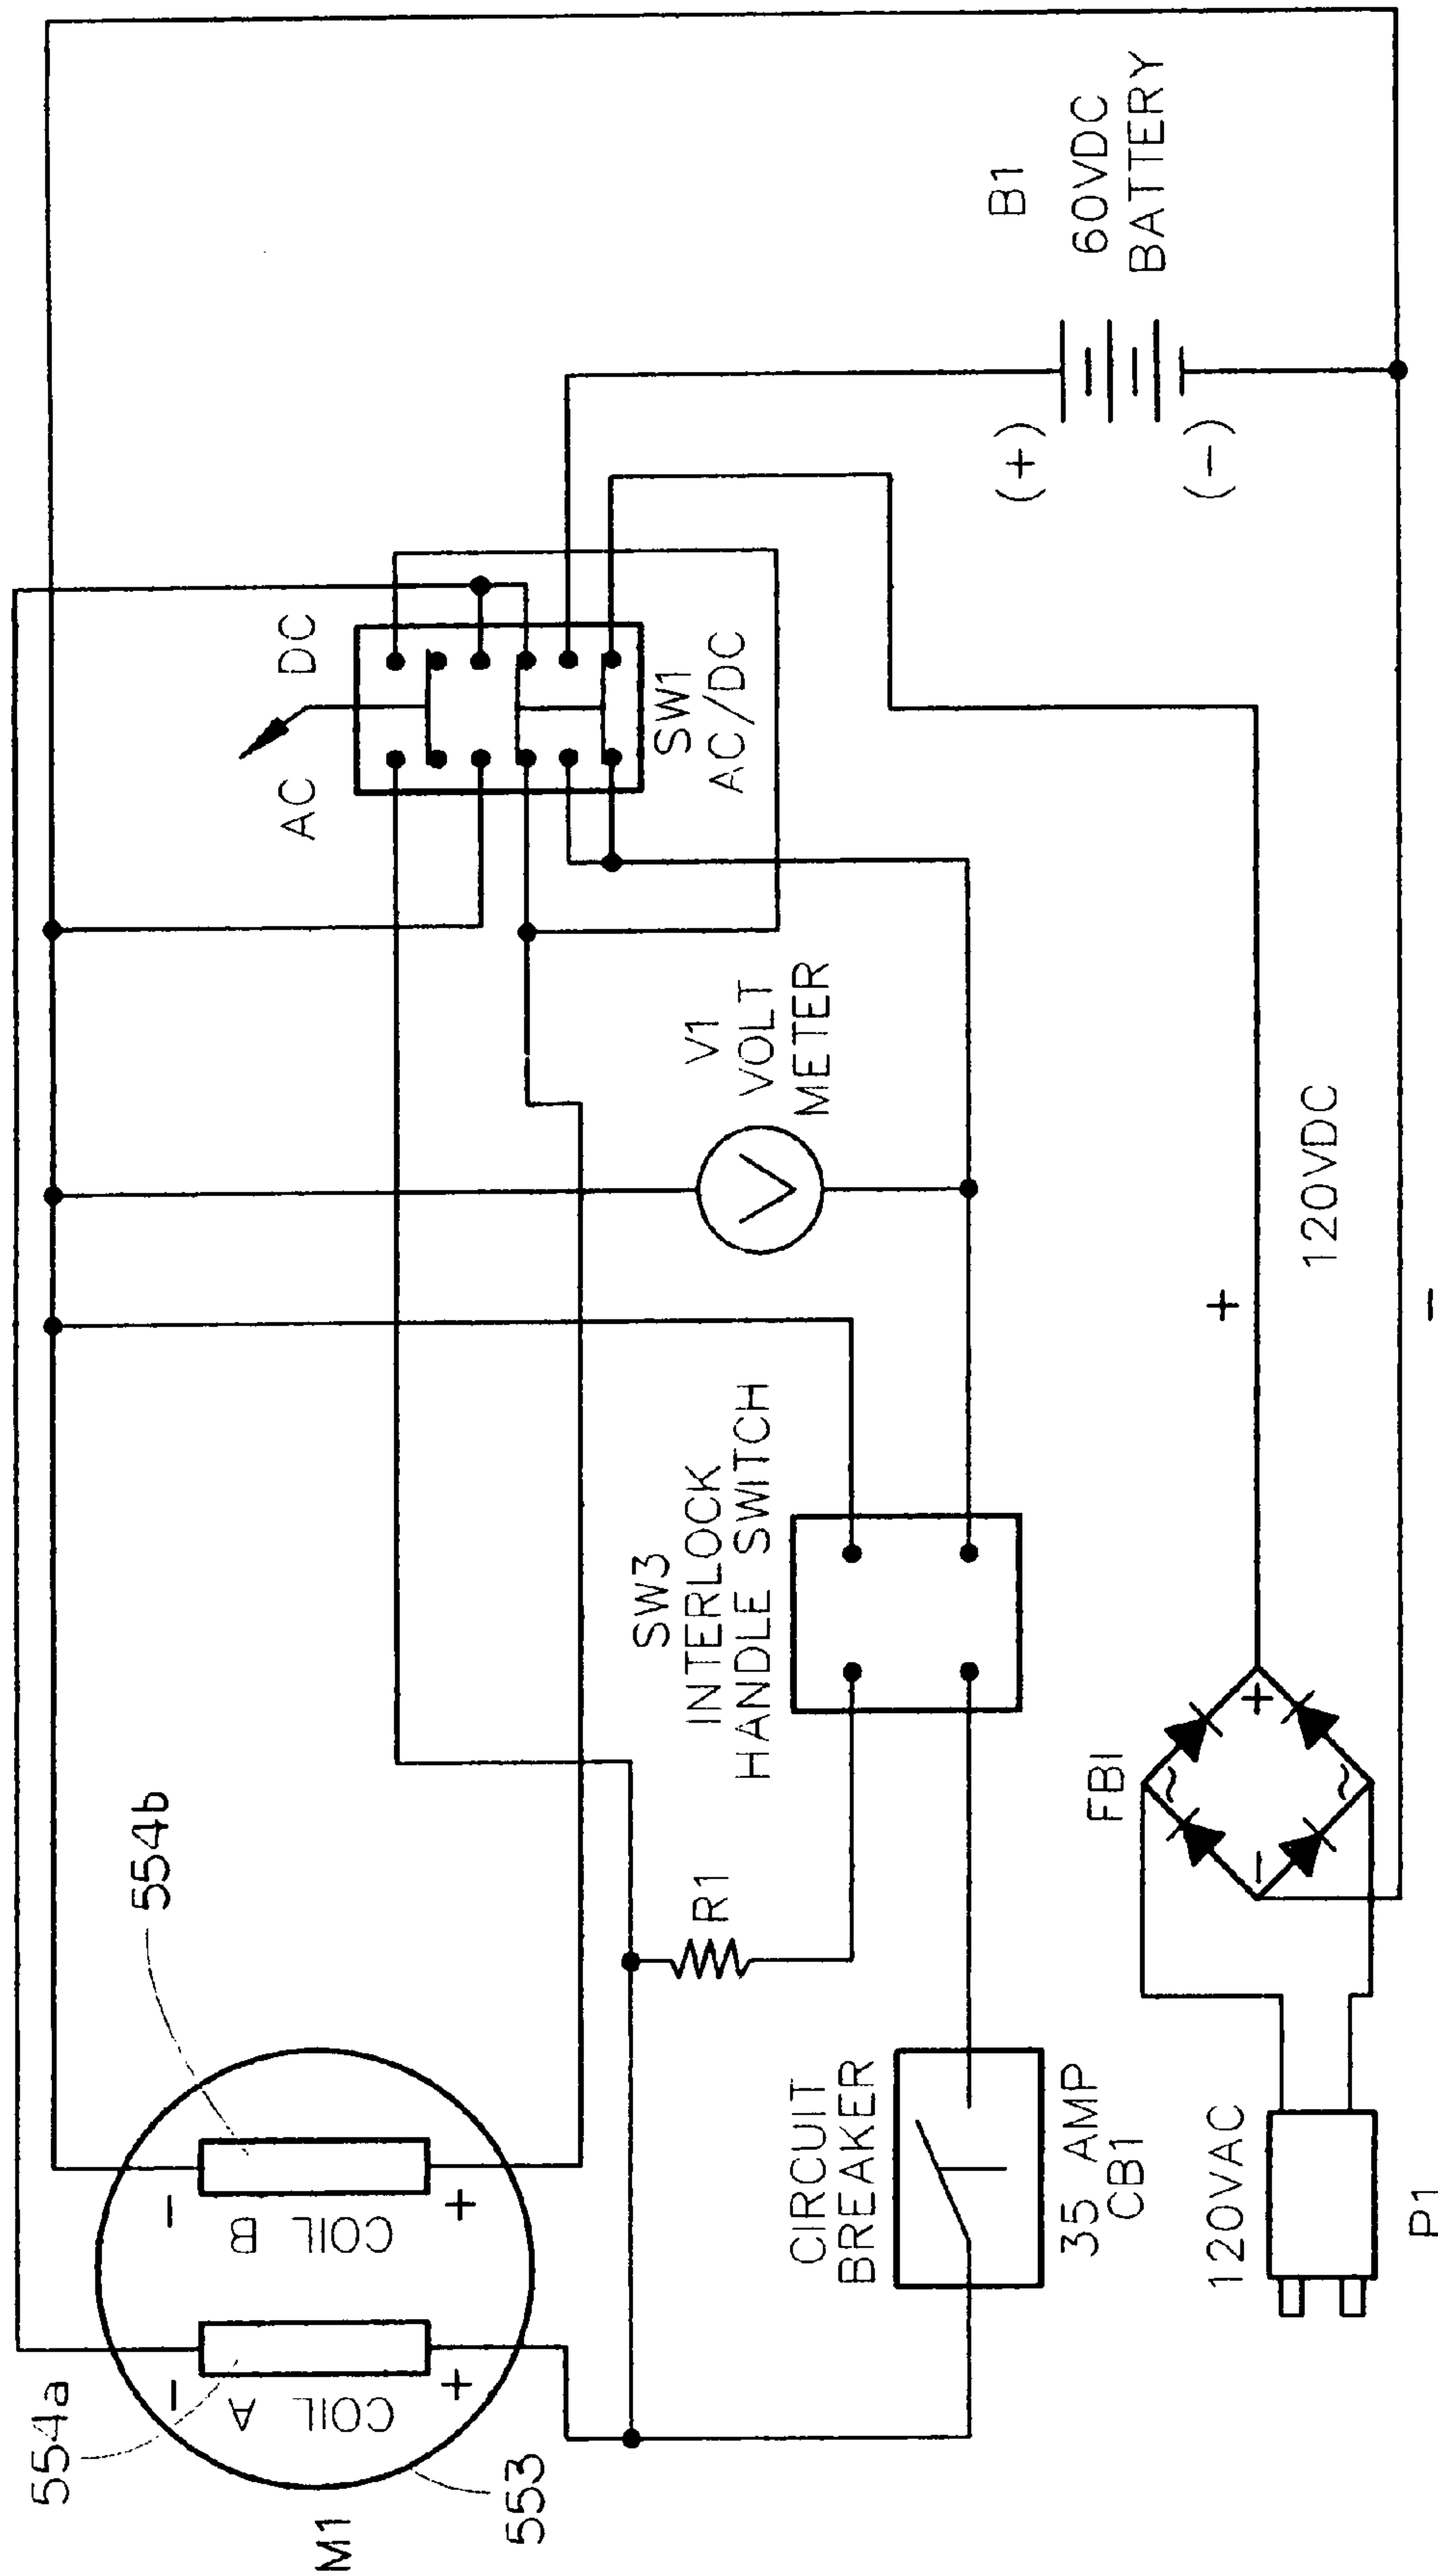 554a
M1
553
COIL A
−
+
554b
COIL B
−
+
CIRCUIT
BREAKER
35 AMP
CB1
120VAC
P1
R1
FB1
~
~
−
+
SW3
INTERLOCK
HANDLE SWITCH
+
120VDC
−
V1
VOLT
METER
V
AC
DC
SW1
AC/DC
(+)
(−)
B1
60VDC
BATTERY